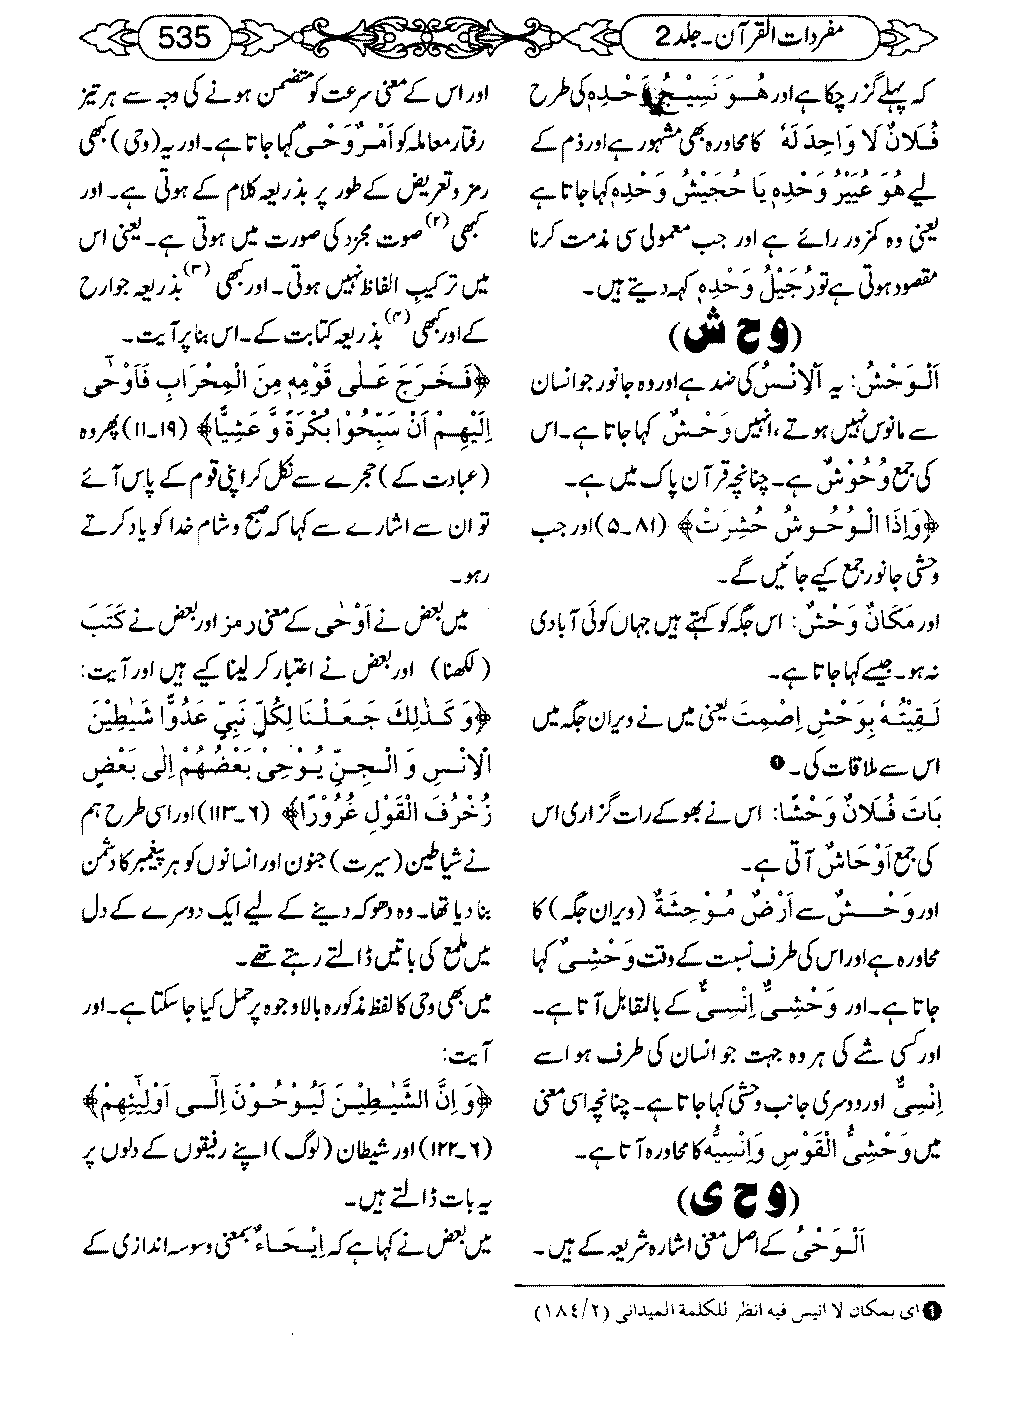 مفردات القرآن۔ جلد 2
535
کہ پہلے گزر چکا ہے اور هُوَ نَسِيْجُ وَحْدِهٖ کی طرح
فُلَانٌ لَا وَاحِدَ لَهٗ کا محاورہ بھی مشہور ہے اور ذم کے
لیے هُوَ عُيَيْرُ وَحْدِهٖ يَا حُجَيْشُ وَحْدِهٖ کہا جاتا ہے
یعنی وہ کمزور رائے ہے اور جب معمولی سی مذمت کرنا
مقصود ہوتی ہے تو رُجَيْلُ وَحْدِهٖ کہہ دیتے ہیں۔
(و ح ش)
اَلْوَحْشُ: یہ اَلْاِنْسُ کی ضد ہے اور وہ جانور جو انسان
سے مانوس نہیں ہوتے، انہیں وَحْشٌ کہا جاتا ہے۔ اس
کی جمع وُحُوْشٌ ہے۔ چنانچہ قرآن پاک میں ہے۔
﴿وَاِذَا الْوُحُوْشُ حُشِرَتْ﴾ (۸۱۔۵) اور جب
وحشی جانور جمع کیے جائیں گے۔
اور مَكَانٌ وَحْشٌ: اس جگہ کو کہتے ہیں جہاں کوئی آبادی
نہ ہو۔ جیسے کہا جاتا ہے۔
لَقِيْتُهٗ بِوَحْشِ اِصْمِتَ یعنی میں نے ویران جگہ میں
اس سے ملاقات کی۔ ❶
بَاتَ فُلَانٌ وَحْشًا: اس نے بھوکے رات گزاری اس
کی جمع اَوْحَاشٌ آتی ہے۔
اور وَحْشٌ سے اَرْضٌ مُوْحِشَةٌ (ویران جگہ) کا
محاورہ ہے اور اس کی طرف نسبت کے وقت وَحْشِيٌّ کہا
جاتا ہے۔ اور وَحْشِيٌّ اِنْسِيٌّ کے بالمقابل آتا ہے۔
اور کسی شے کی ہر وہ جہت جو انسان کی طرف ہو اسے
اِنْسِيٌّ اور دوسری جانب وحشی کہا جاتا ہے۔ چنانچہ اسی معنی
میں وَحْشِيُّ الْقَوْسِ وَاِنْسِيُّهٗ کا محاورہ آتا ہے۔
(و ح ی)
اَلْوَحْيُ کے اصل معنی اشارہ سریعہ کے ہیں۔
اور اس کے معنی سرعت کو متضمن ہونے کی وجہ سے ہر تیز
رفتار معاملہ کو اَمْرٌ وَحْيٌ کہا جاتا ہے۔ اور یہ (وحی) کبھی
رمز و تعریض کے طور پر بذریعہ کلام کے ہوتی ہے۔ اور
کبھی (۲) صوت مجرد کی صورت میں ہوتی ہے۔ یعنی اس
میں ترکیب الفاظ نہیں ہوتی۔ اور کبھی (۳) بذریعہ جوارح
کے اور کبھی (۴) بذریعہ کتابت کے۔ اس بنا پر آیت۔
﴿فَخَرَجَ عَلٰى قَوْمِهٖ مِنَ الْمِحْرَابِ فَاَوْحٰٓى
اِلَيْهِمْ اَنْ سَبِّحُوْا بُكْرَةً وَّ عَشِيًّا﴾ (۱۹۔۱۱) پھر وہ
(عبادت کے) حجرے سے نکل کر اپنی قوم کے پاس آئے
تو ان سے اشارے سے کہا کہ صبح و شام خدا کو یاد کرتے
رہو۔
میں بعض نے اَوْحٰى کے معنی رمز اور بعض نے كَتَبَ
(لکھنا) اور بعض نے اعتبار کر لینا کیے ہیں اور آیت:
﴿وَ كَذٰلِكَ جَعَلْنَا لِكُلِّ نَبِيٍّ عَدُوًّا شَيٰطِيْنَ
الْاِنْسِ وَ الْجِنِّ يُوْحِيْ بَعْضُهُمْ اِلٰى بَعْضٍ
زُخْرُفَ الْقَوْلِ غُرُوْرًا﴾ (۶۔۱۱۳) اور اسی طرح ہم
نے شیاطین (سیرت) جنوں اور انسانوں کو ہر پیغمبر کا دشمن
بنا دیا تھا۔ وہ دھوکہ دینے کے لیے ایک دوسرے کے دل
میں ملمع کی باتیں ڈالتے رہتے تھے۔
میں بھی وحی کا لفظ مذکورہ بالا وجوہ پر حمل کیا جا سکتا ہے۔ اور
آیت:
﴿وَ اِنَّ الشَّيٰطِيْنَ لَيُوْحُوْنَ اِلٰٓى اَوْلِيٰٓئِهِمْ﴾
(۶۔۱۲۲) اور شیطان (لوگ) اپنے رفیقوں کے دلوں پر
یہ بات ڈالتے ہیں۔
میں بعض نے کہا ہے کہ اِيْحَاءٌ بمعنی وسوسہ اندازی کے
❶ ای بمكان لا انيس فيه انظر للكلمة الميدانى (۲/۱۸٤)